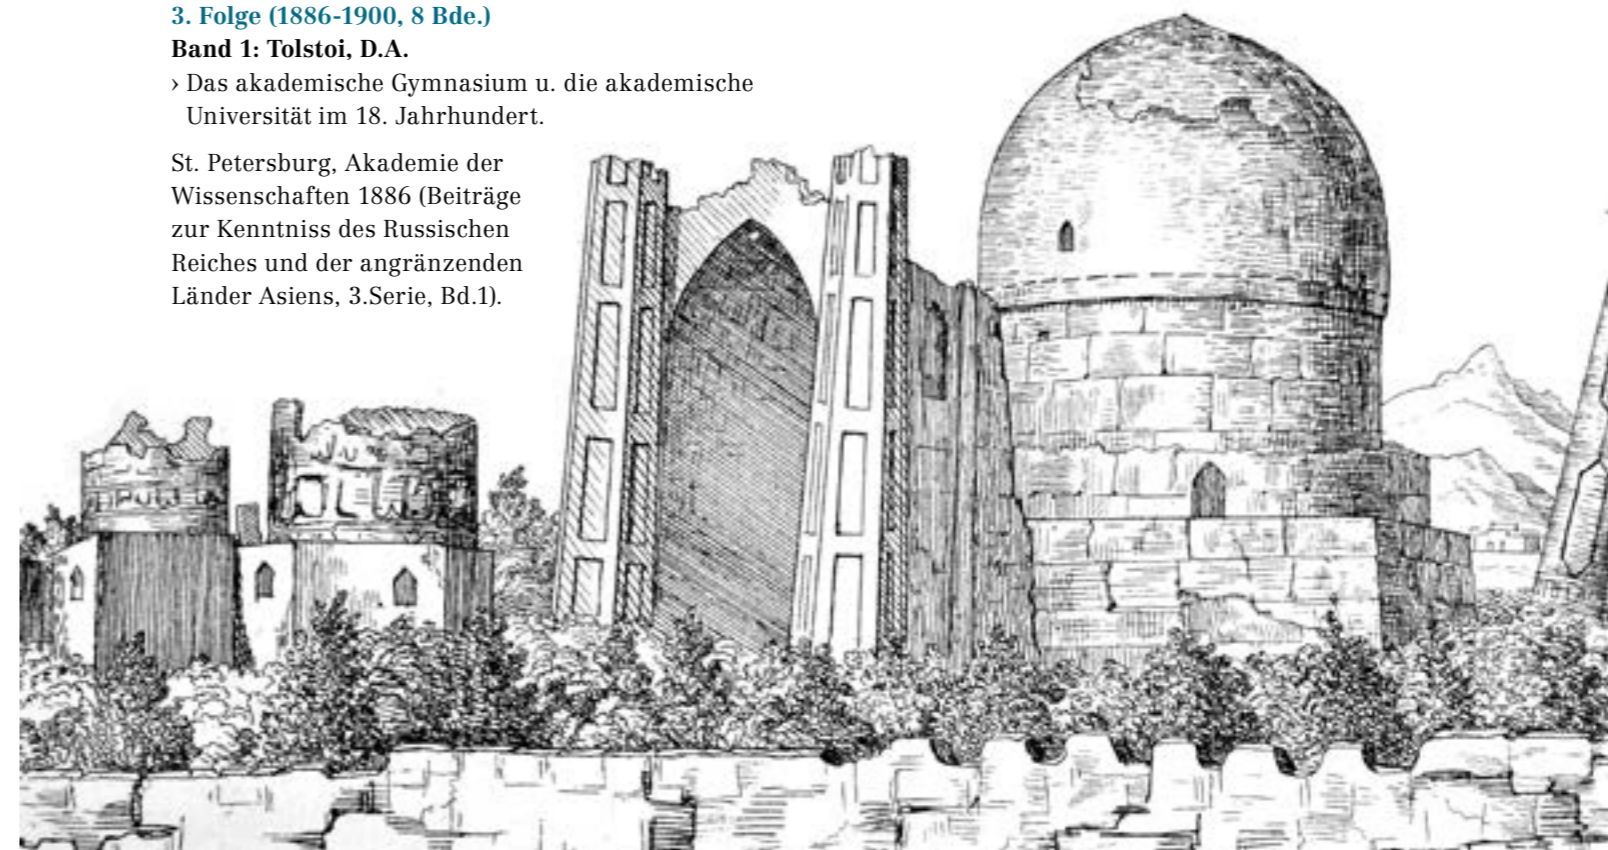 3. Folge (1886-1900, 8 Bde.)
Band 1: Tolstoi, D.A.
› Das akademische Gymnasium u. die akademische
Universität im 18. Jahrhundert.
St. Petersburg, Akademie der
Wissenschaften 1886 (Beiträge
zur Kenntniss des Russischen
Reiches und der angränzenden
Länder Asiens, 3.Serie, Bd.1).